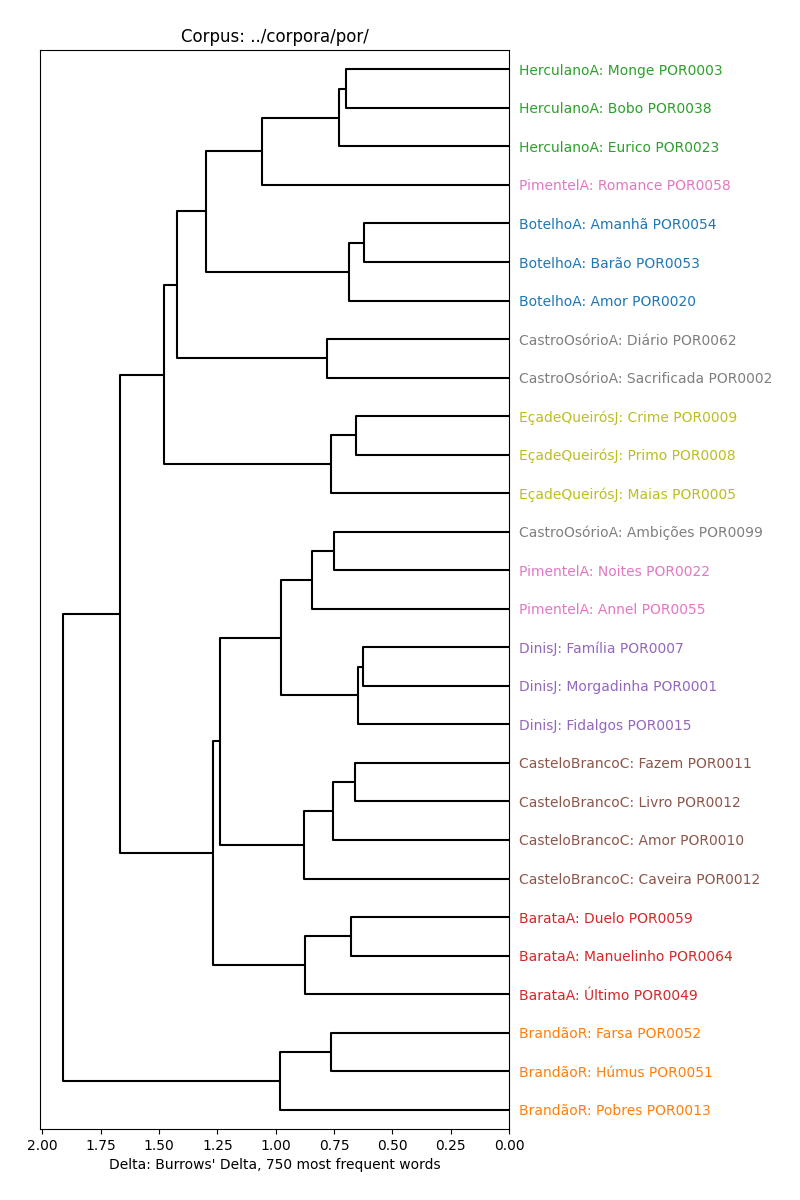 Corpus: ../corpora/por/
HerculanoA: Monge POR0003
HerculanoA: Bobo POR0038
HerculanoA: Eurico POR0023
PimentelA: Romance POR0058
BotelhoA: Amanhã POR0054
BotelhoA: Barão POR0053
BotelhoA: Amor POR0020
CastroOsórioA: Diário POR0062
CastroOsórioA: Sacrificada POR0002
EçadeQueirósJ: Crime POR0009
EçadeQueirósJ: Primo POR0008
EçadeQueirósJ: Maias POR0005
CastroOsórioA: Ambições POR0099
PimentelA: Noites POR0022
PimentelA: Annel POR0055
DinisJ: Família POR0007
DinisJ: Morgadinha POR0001
DinisJ: Fidalgos POR0015
CasteloBrancoC: Fazem POR0011
CasteloBrancoC: Livro POR0012
CasteloBrancoC: Amor POR0010
CasteloBrancoC: Caveira POR0012
BarataA: Duelo POR0059
BarataA: Manuelinho POR0064
BarataA: Último POR0049
BrandãoR: Farsa POR0052
BrandãoR: Húmus POR0051
BrandãoR: Pobres POR0013
2.00 1.75 1.50 1.25 1.00 0.75 0.50 0.25 0.00
Delta: Burrows' Delta, 750 most frequent words